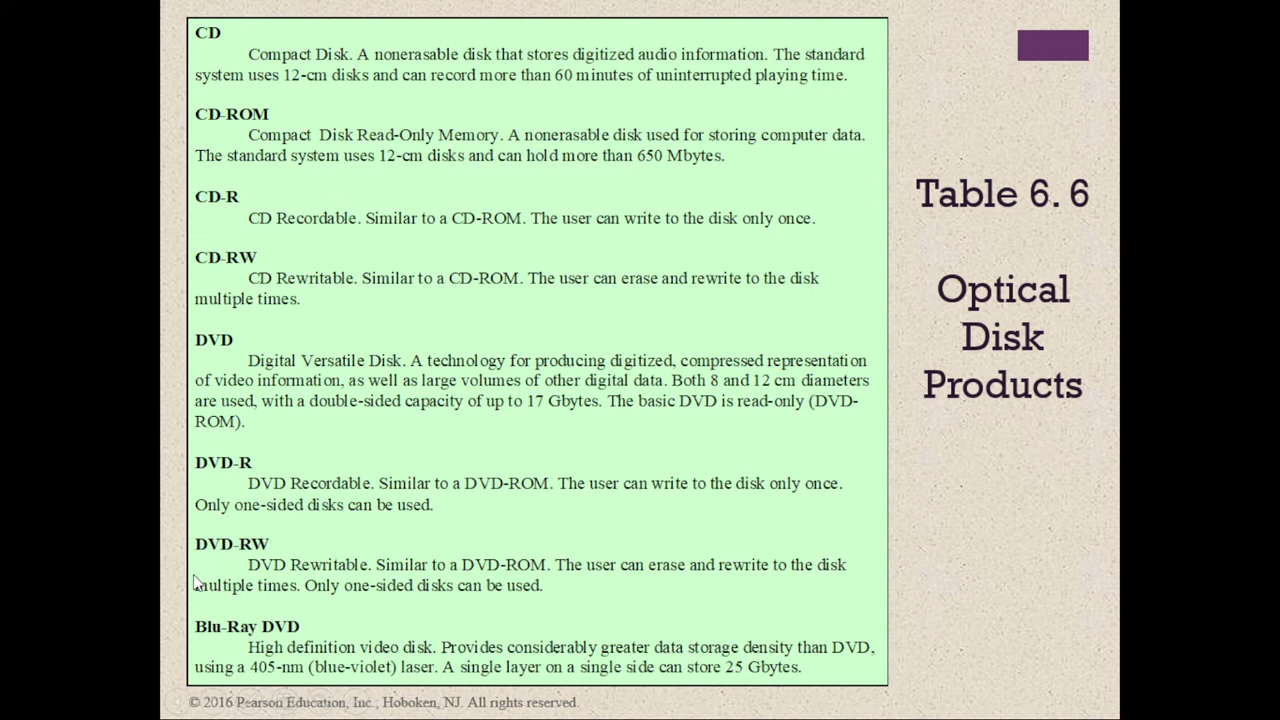 CD
Compact Disk. A nonerasable disk that stores digitized audio information. The standard
system uses 12-cm disks and can record more than 60 minutes of uninterrupted playing time.
CD-ROM
Compact Disk Read-Only Memory. A nonerasable disk used for storing computer data.
The standard system uses 12-cm disks and can hold more than 650 Mbytes.
CD-R
CD Recordable. Similar to a CD-ROM. The user can write to the disk only once.
CD-RW
CD Rewritable. Similar to a CD-ROM. The user can erase and rewrite to the disk
multiple times.
DVD
Digital Versatile Disk. A technology for producing digitized, compressed representation
of video information, as well as large volumes of other digital data. Both 8 and 12 cm diameters
are used, with a double-sided capacity of up to 17 Gbytes. The basic DVD is read-only (DVD-
ROM).
DVD-R
DVD Recordable. Similar to a DVD-ROM. The user can write to the disk only once.
Only one-sided disks can be used.
DVD-RW
DVD Rewritable. Similar to a DVD-ROM. The user can erase and rewrite to the disk
multiple times. Only one-sided disks can be used.
Blu-Ray DVD
High definition video disk. Provides considerably greater data storage density than DVD,
using a 405-nm (blue-violet) laser. A single layer on a single side can store 25 Gbytes.
Table 6. 6
Optical
Disk
Products
© 2016 Pearson Education, Inc., Hoboken, NJ. All rights reserved.